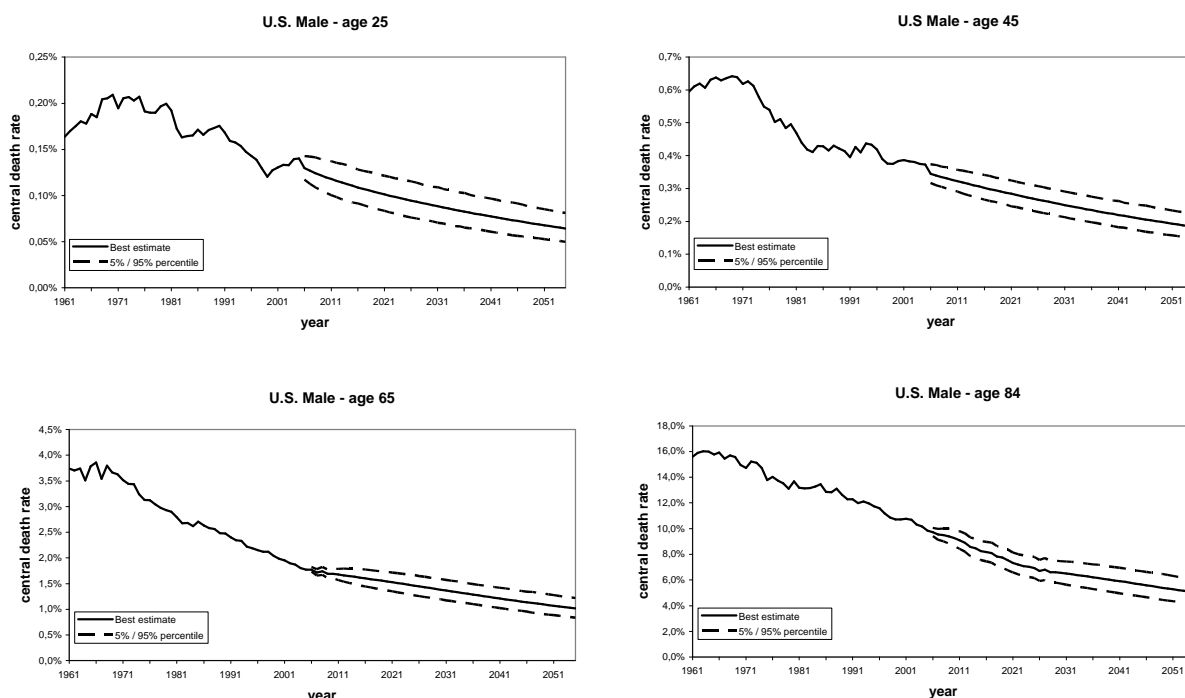 U.S. Male - age 25
0,25%
0,20%
0,15%
0,10%
0,05%
0,00%
central death rate
Best estimate
5% / 95% percentile
1961 1971 1981 1991 2001 2011 2021 2031 2041 2051
year
U.S Male - age 45
0,7%
0,6%
0,5%
0,4%
0,3%
0,2%
0,1%
0,0%
central death rate
Best estimate
5% / 95% percentile
1961 1971 1981 1991 2001 2011 2021 2031 2041 2051
year
U.S. Male - age 65
4,5%
4,0%
3,5%
3,0%
2,5%
2,0%
1,5%
1,0%
0,5%
0,0%
central death rate
Best estimate
5% / 95% percentile
1961 1971 1981 1991 2001 2011 2021 2031 2041 2051
year
U.S. Male - age 84
18,0%
16,0%
14,0%
12,0%
10,0%
8,0%
6,0%
4,0%
2,0%
0,0%
central death rate
Best estimate
5% / 95% percentile
1961 1971 1981 1991 2001 2011 2021 2031 2041 2051
year